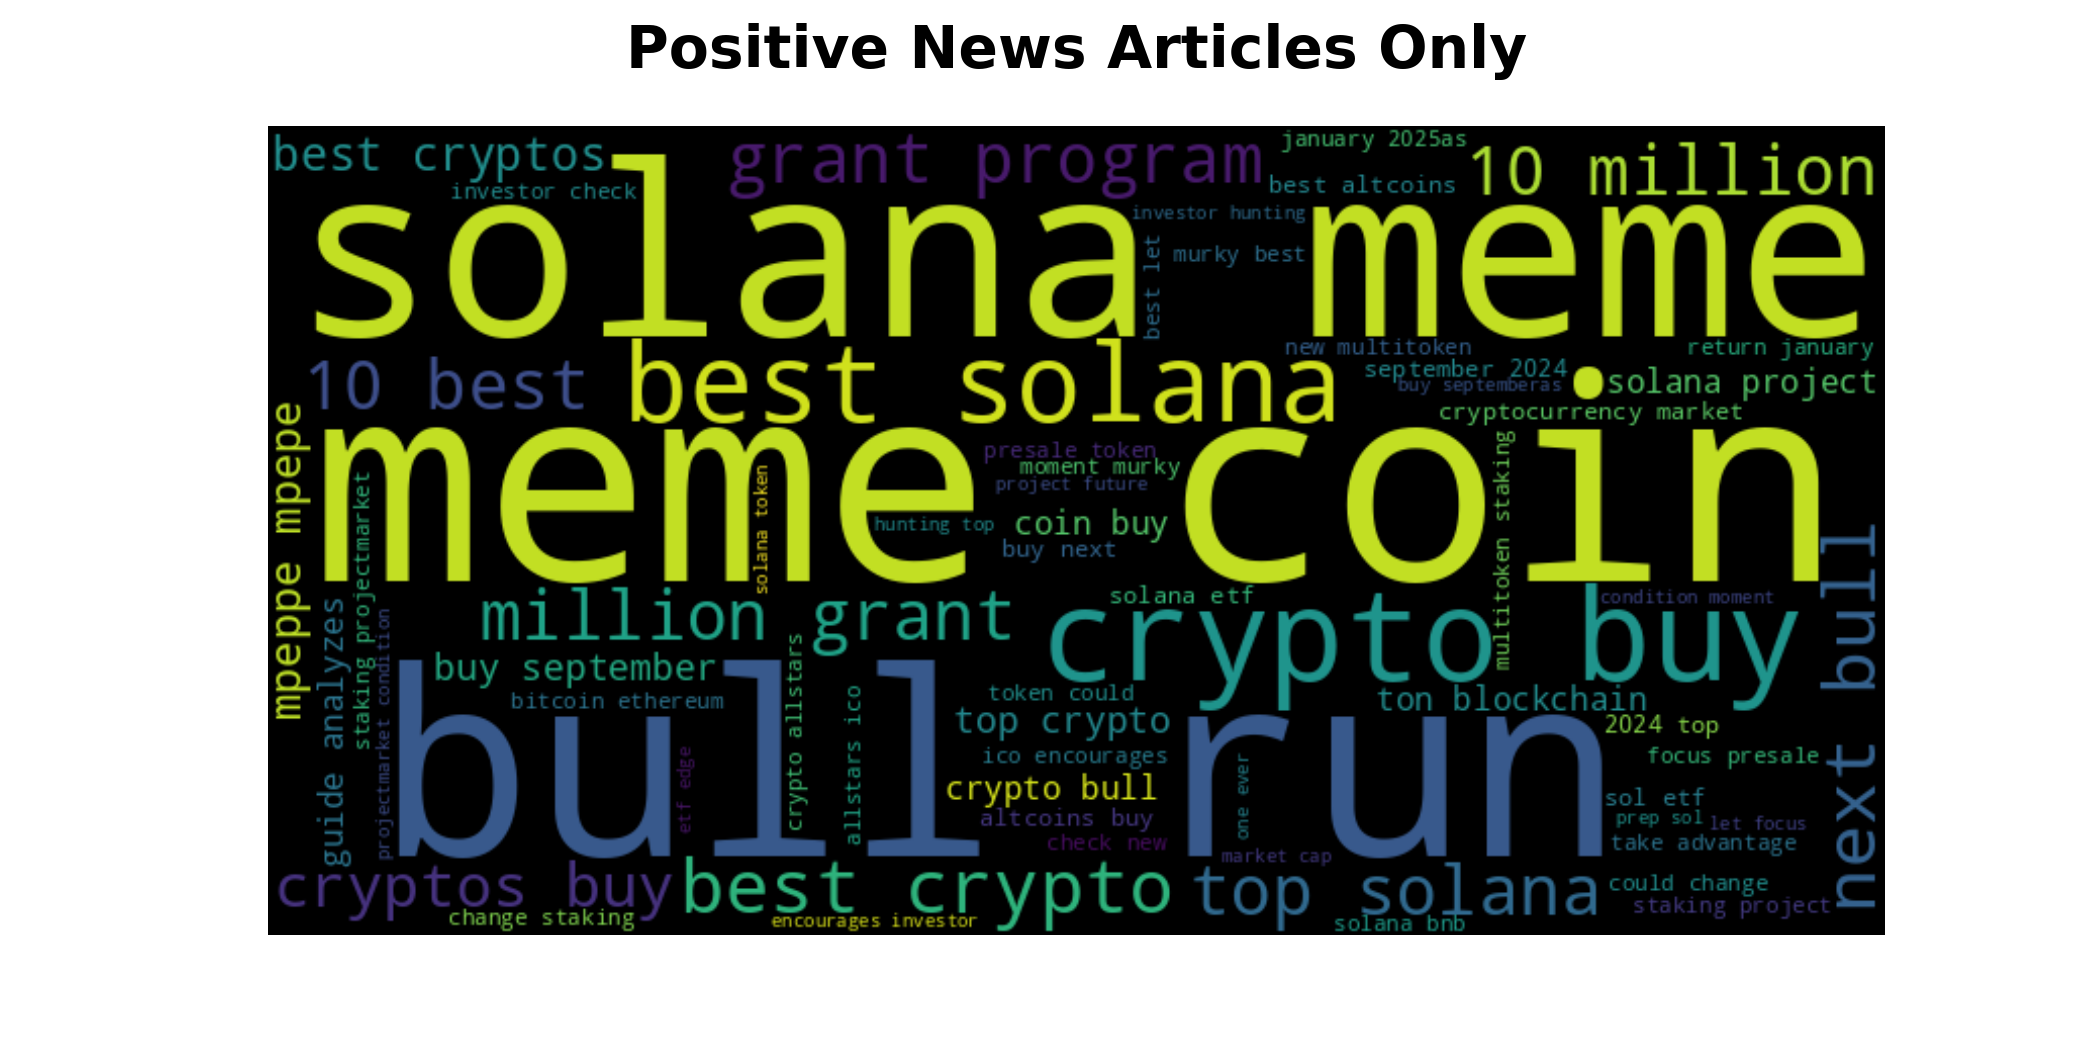 Positive News Articles Only
best cryptos
grant program
january 2025as
10 million
investor check
best altcoins
solana meme
investor hunting
murky best
best let
10 best
best solana
new multitoken
return january
september 2024
buy septemberas
solana project
cryptocurrency market
meme coin
presale token
moment murky
project future
hunting top
coin buy
buy next
solana token
multitoken staking
mpeppe mpepe
staking projectmarket
projectmarket condition
guide analyzes
million grant
solana etf
condition moment
crypto buy
next bull
buy september
bitcoin ethereum
bull run
crypto allstars
allstars ico
etf edge
token could
top crypto
ton blockchain
2024 top
ico encourages
focus presale
crypto bull
one ever
altcoins buy
sol etf
prep sol
let focus
check new
take advantage
market cap
cryptos buy
best crypto
top solana
could change
staking project
change staking
encourages investor
solana bnb